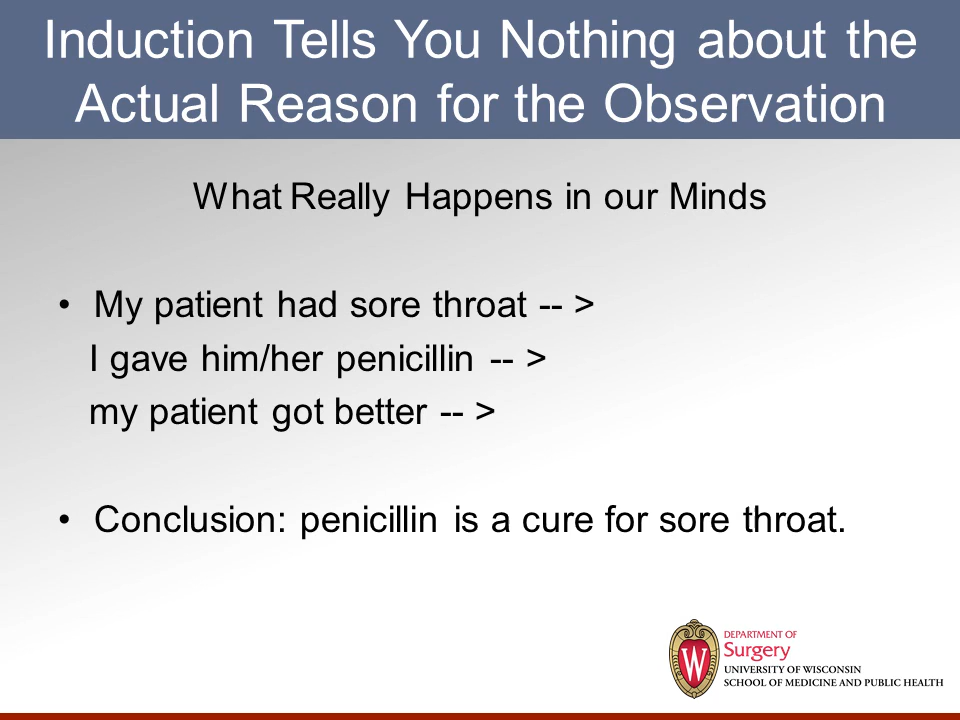 Induction Tells You Nothing about the
Actual Reason for the Observation
What Really Happens in our Minds
• My patient had sore throat -- >
I gave him/her penicillin -- >
my patient got better -- >
• Conclusion: penicillin is a cure for sore throat.
W
DEPARTMENT OF
Surgery
UNIVERSITY OF WISCONSIN
SCHOOL OF MEDICINE AND PUBLIC HEALTH